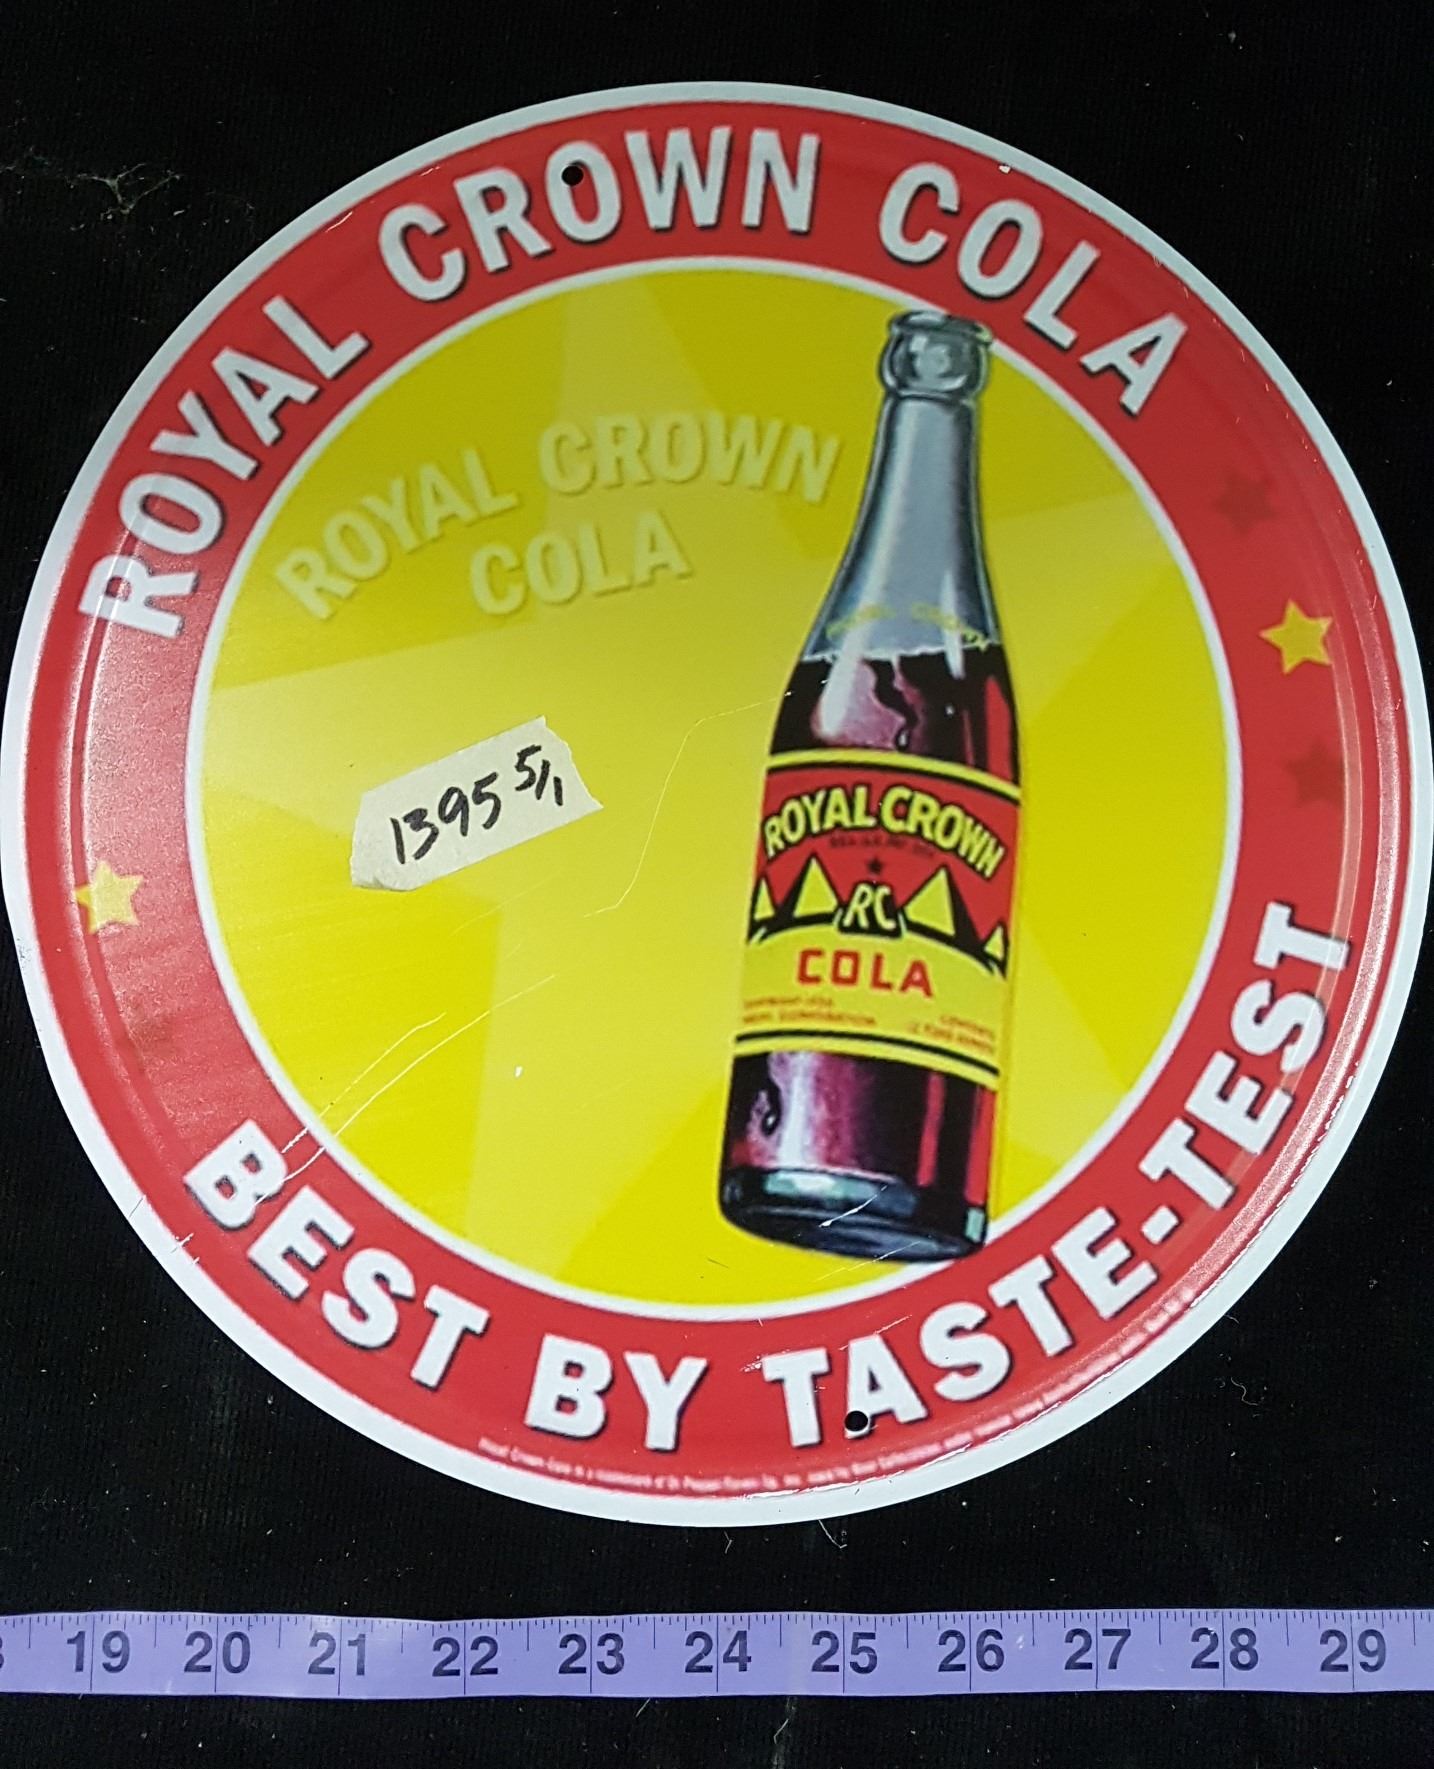 ROYAL CROWN COLA
ROYAL CROWN
COLA
1395 5/1
ROYAL CROWN
RC
COLA
BEST BY TASTE-TEST
19 20 21 22 23 24 25 26 27 28 29